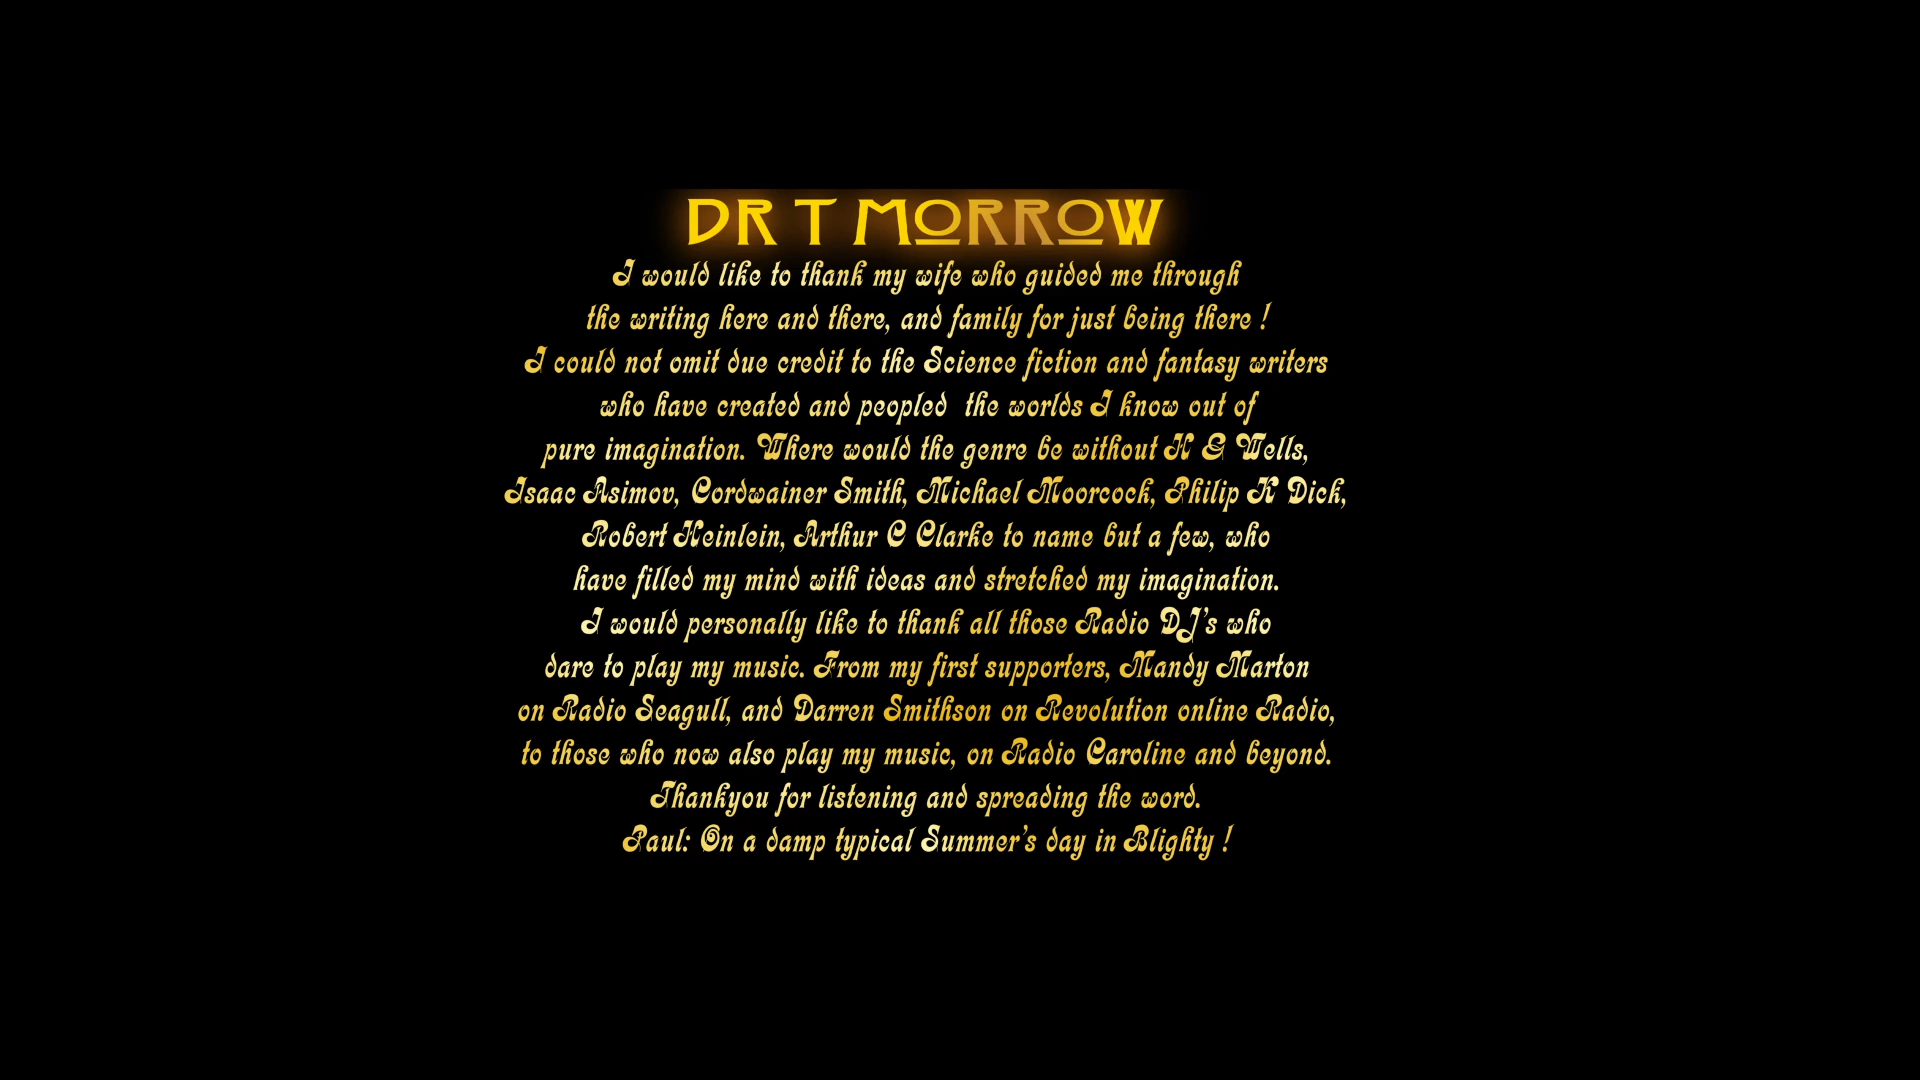 DR T MORROW
I would like to thank my wife who guided me through
the writing here and there, and family for just being there !
I could not omit due credit to the Science fiction and fantasy writers
who have created and peopled the worlds I know out of
pure imagination. Where would the genre be without H G Wells,
Isaac Asimov, Cordwainer Smith, Michael Moorcock, Philip K Dick,
Robert Heinlein, Arthur C Clarke to name but a few, who
have filled my mind with ideas and stretched my imagination.
I would personally like to thank all those Radio DJ's who
dare to play my music. From my first supporters, Mandy Marton
on Radio Seagull, and Darren Smithson on Revolution online Radio,
to those who now also play my music, on Radio Caroline and beyond.
Thankyou for listening and spreading the word.
Paul: On a damp typical Summer's day in Blighty !